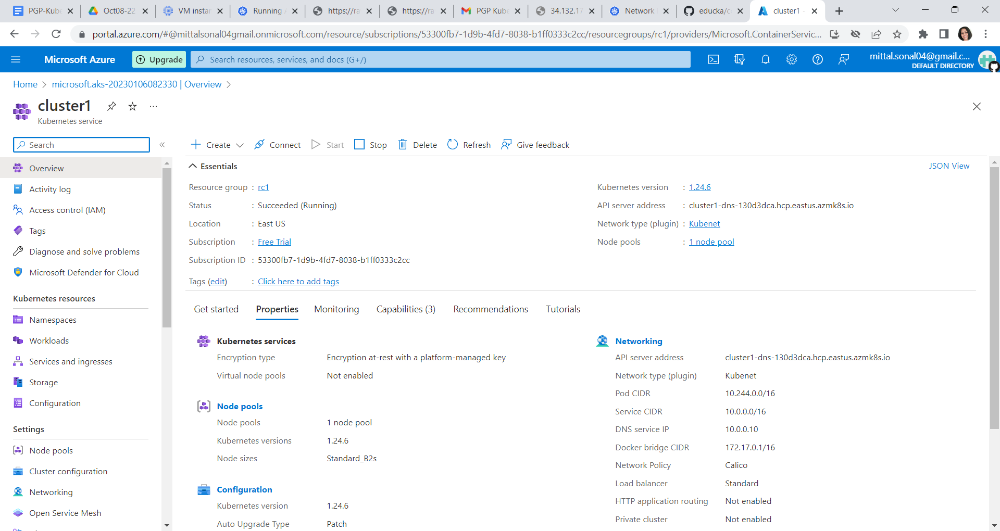 PGP-Kube
Oct08-22
VM instan
Running A
https://ra
https://ra
PGP Kube
34.132.17
Network
educka/c
cluster1 -
portal.azure.com/#@mittalsonal04gmail.onmicrosoft.com/resource/subscriptions/53300fb7-1d9b-4fd7-8038-b1ff0333c2cc/resourcegroups/rc1/providers/Microsoft.ContainerServic...
Microsoft Azure
Upgrade
Search resources, services, and docs (G+/)
mittal.sonal04@gmail.c...
DEFAULT DIRECTORY
Home > microsoft.aks-20230106082330 | Overview >
cluster1
...
Kubernetes service
Search
«
Create
Connect
Start
Stop
Delete
Refresh
Give feedback
Overview
Activity log
Access control (IAM)
Tags
Diagnose and solve problems
Microsoft Defender for Cloud
Kubernetes resources
Namespaces
Workloads
Services and ingresses
Storage
Configuration
Settings
Node pools
Cluster configuration
Networking
Open Service Mesh
Essentials
JSON View
Resource group : rc1
Status : Succeeded (Running)
Location : East US
Subscription : Free Trial
Subscription ID : 53300fb7-1d9b-4fd7-8038-b1ff0333c2cc
Tags (edit) : Click here to add tags
Kubernetes version : 1.24.6
API server address : cluster1-dns-130d3dca.hcp.eastus.azmk8s.io
Network type (plugin) : Kubenet
Node pools : 1 node pool
Get started
Properties
Monitoring
Capabilities (3)
Recommendations
Tutorials
Kubernetes services
Encryption type Encryption at-rest with a platform-managed key
Virtual node pools Not enabled
Node pools
Node pools 1 node pool
Kubernetes versions 1.24.6
Node sizes Standard_B2s
Configuration
Kubernetes version 1.24.6
Auto Upgrade Type Patch
Networking
API server address cluster1-dns-130d3dca.hcp.eastus.azmk8s.io
Network type (plugin) Kubenet
Pod CIDR 10.244.0.0/16
Service CIDR 10.0.0.0/16
DNS service IP 10.0.0.10
Docker bridge CIDR 172.17.0.1/16
Network Policy Calico
Load balancer Standard
HTTP application routing Not enabled
Private cluster Not enabled